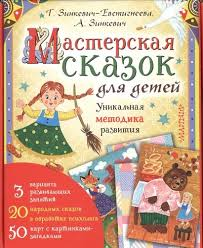 Т. Зинкевич-Евстигнеева,
А. Зинкевич
Мастерская
сказок
для детей
Уникальная
методика
развития
МАЛЫШ
3 варианта
развивающих
занятий
20 народных сказок
в обработке психолога
50 карт с картинками-
загадками